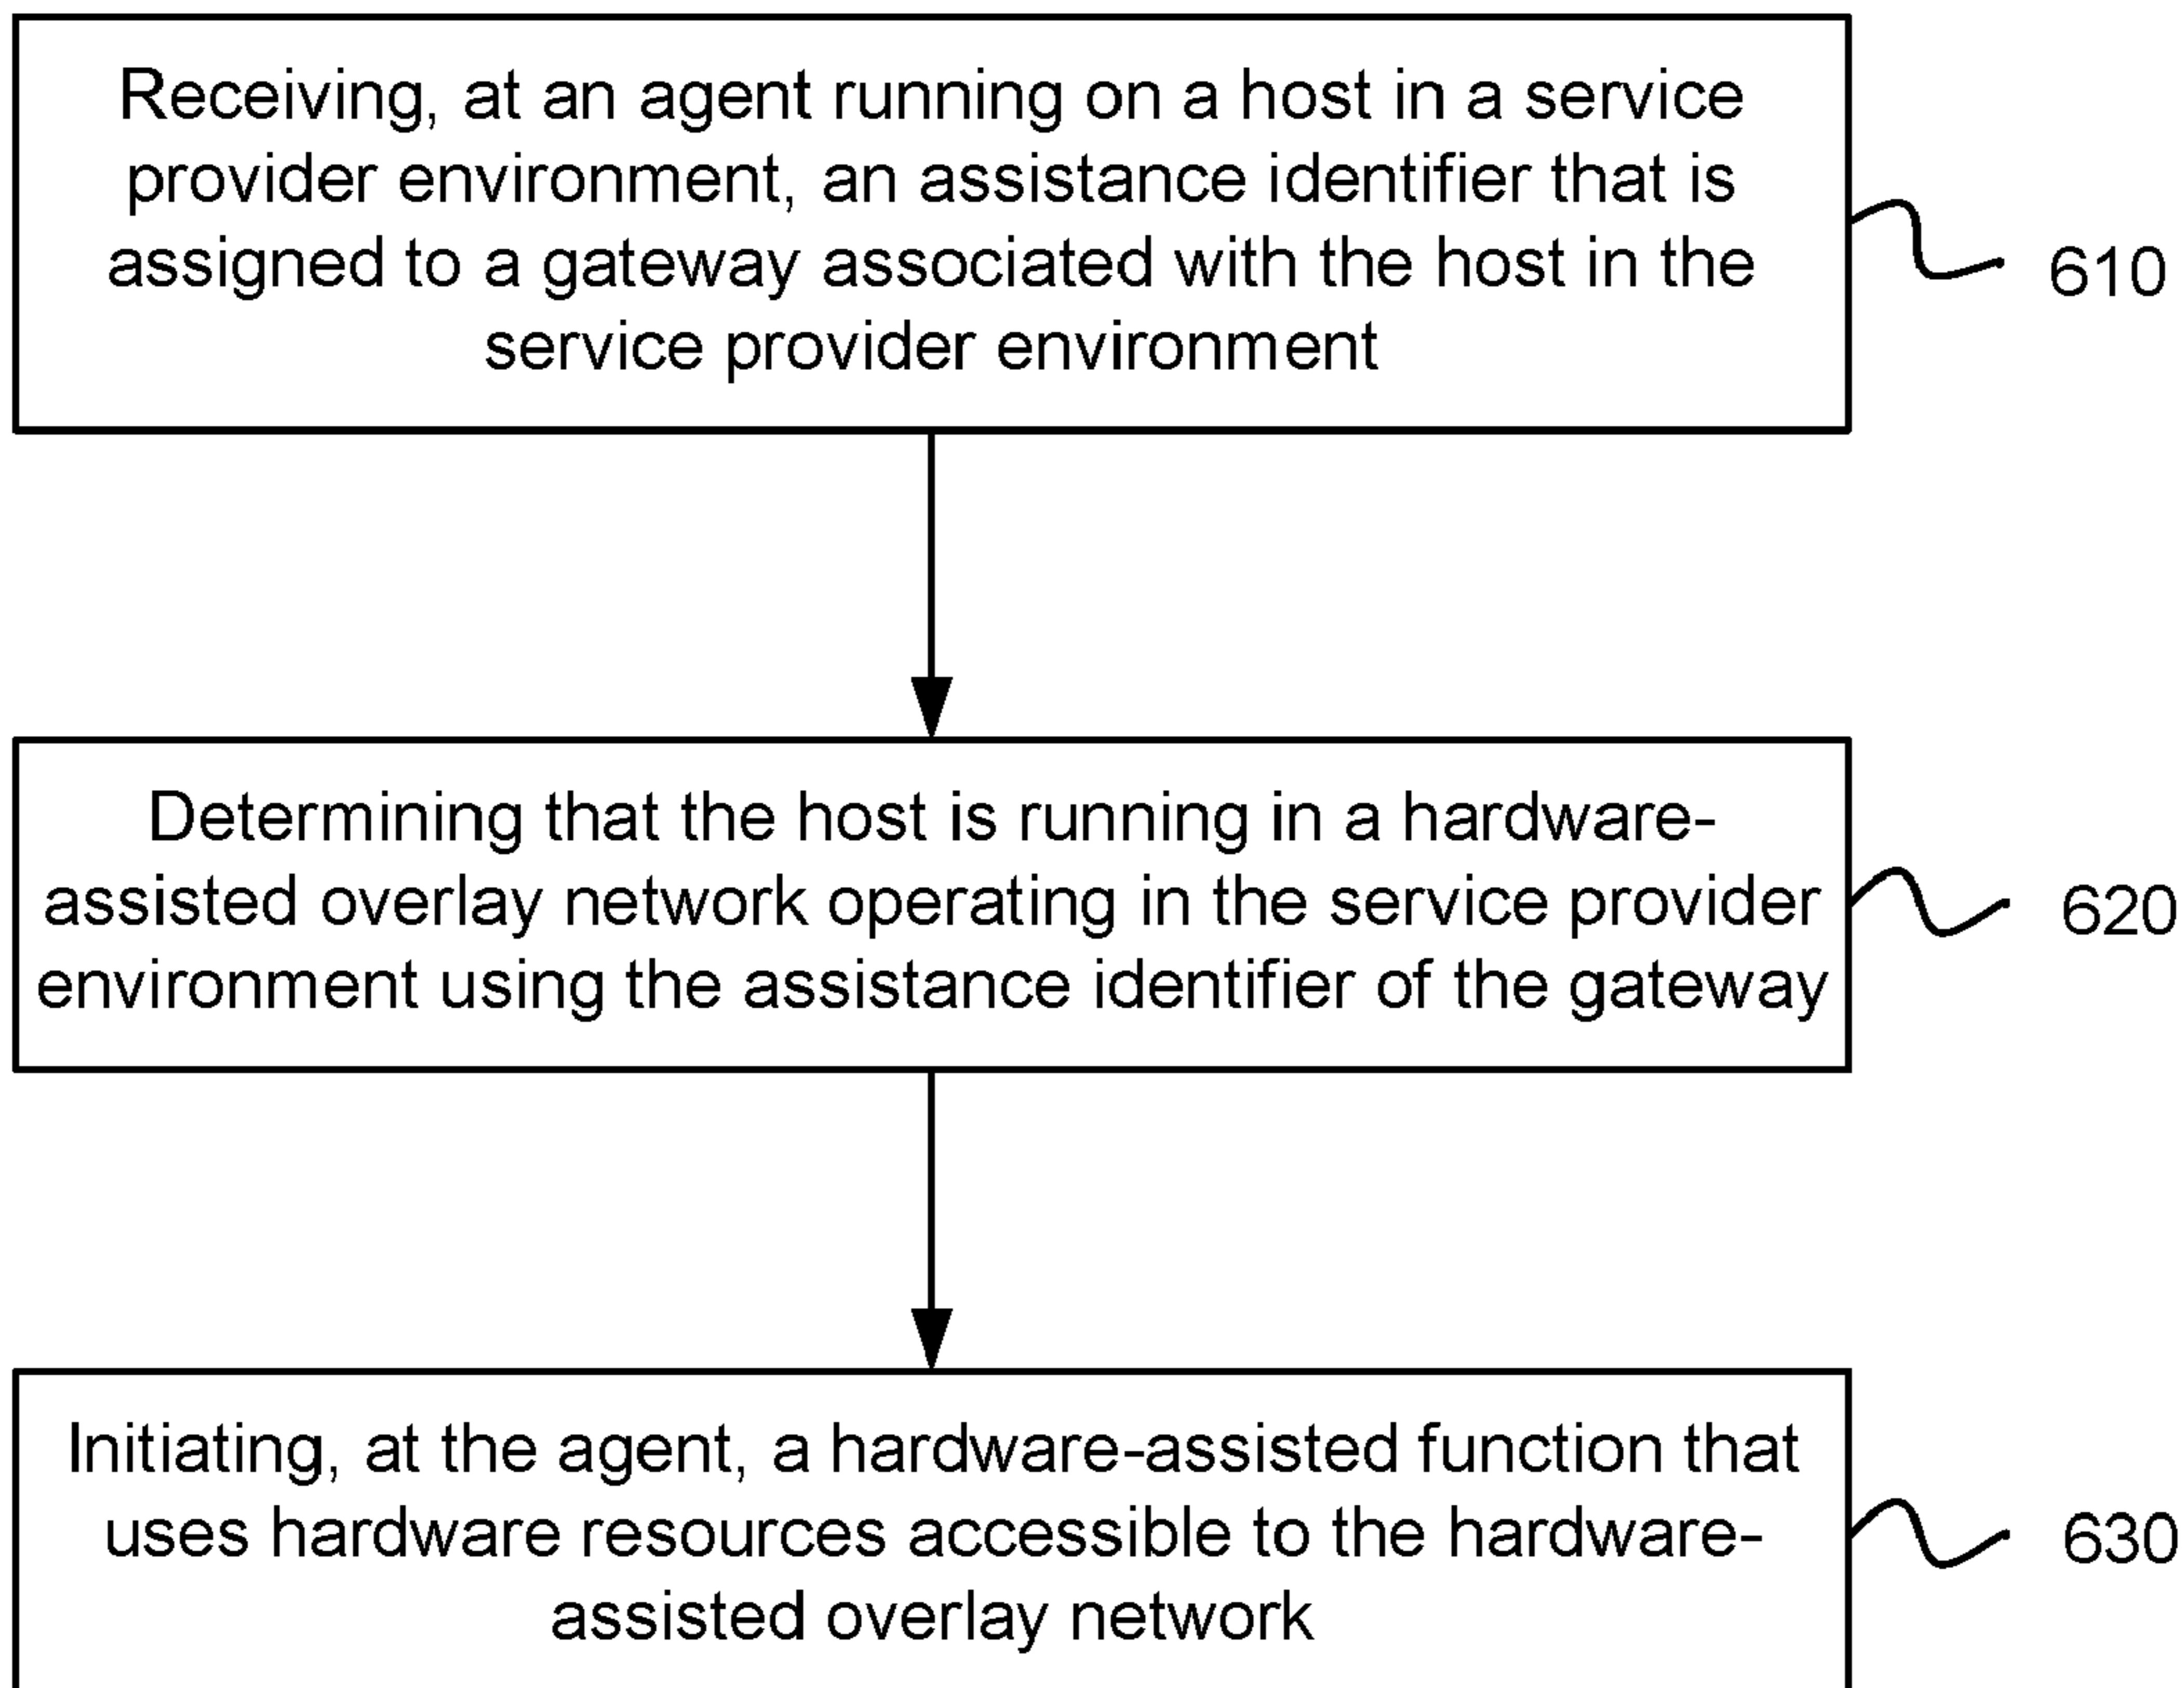 Receiving, at an agent running on a host in a service
provider environment, an assistance identifier that is
assigned to a gateway associated with the host in the
service provider environment
610
Determining that the host is running in a hardware-
assisted overlay network operating in the service provider
environment using the assistance identifier of the gateway
620
Initiating, at the agent, a hardware-assisted function that
uses hardware resources accessible to the hardware-
assisted overlay network
630